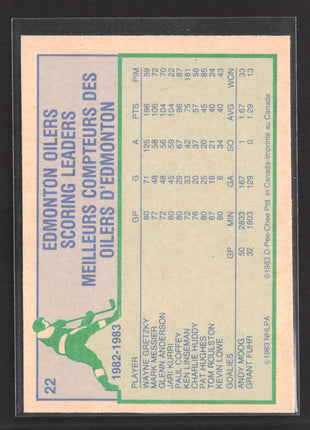 22
1982-1983
EDMONTON OILERS
SCORING LEADERS
MEILLEURS COMPTEURS DES
OILERS D'EDMONTON
PLAYER GP G A PTS PIM
WAYNE GRETZKY 80 71 125 196 59
MARK MESSIER 77 48 58 106 72
GLENN ANDERSON 72 48 56 104 70
JARI KURRI 80 45 59 104 22
PAUL COFFEY 80 29 67 96 87
KEN LINSEMAN 72 33 42 75 181
CHARLIE HUDDY 76 20 37 57 58
PAT HUGHES 80 25 20 45 85
TOM ROULSTON 67 19 21 40 24
KEVIN LOWE 80 6 34 40 43
GOALIES GP MIN GA SO AVG WON
ANDY MOOG 50 2833 167 1 33
GRANT FUHR 32 1803 129 0 1.29 13
©1983 NHLPA ©1983 O-Pee-Chee Ptd. in Canada-Imprimé au Canada